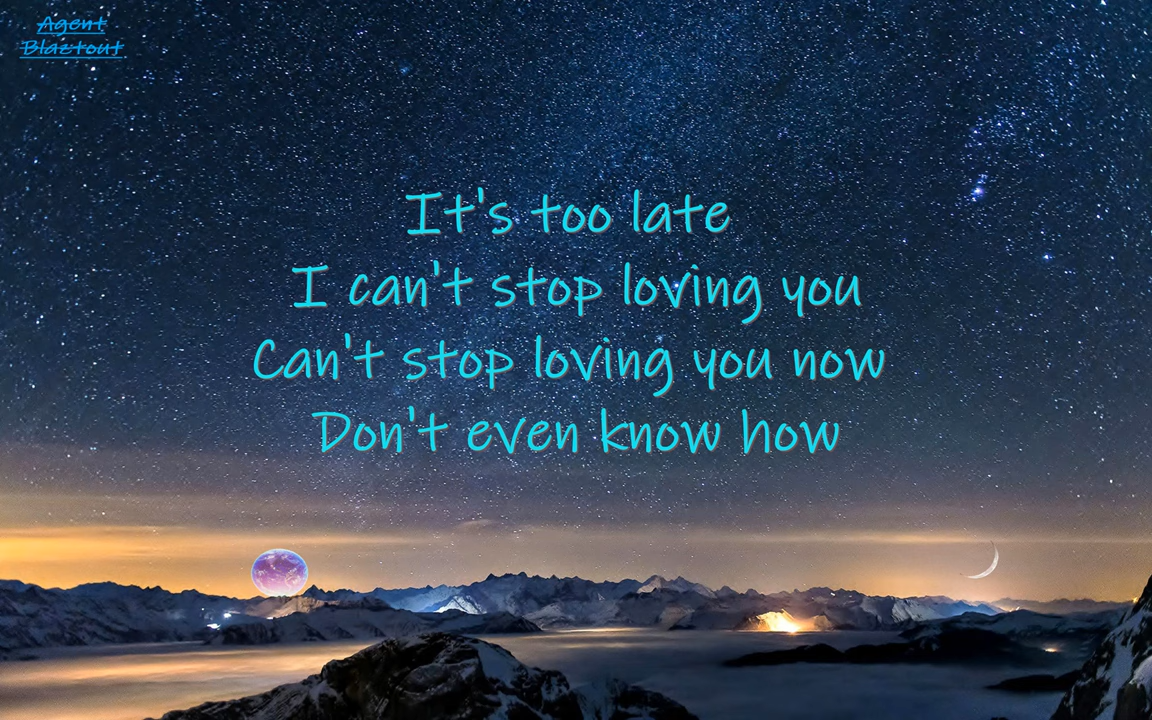 Agent
Blaztout
It's too late
I can't stop loving you
Can't stop loving you now
Don't even know how